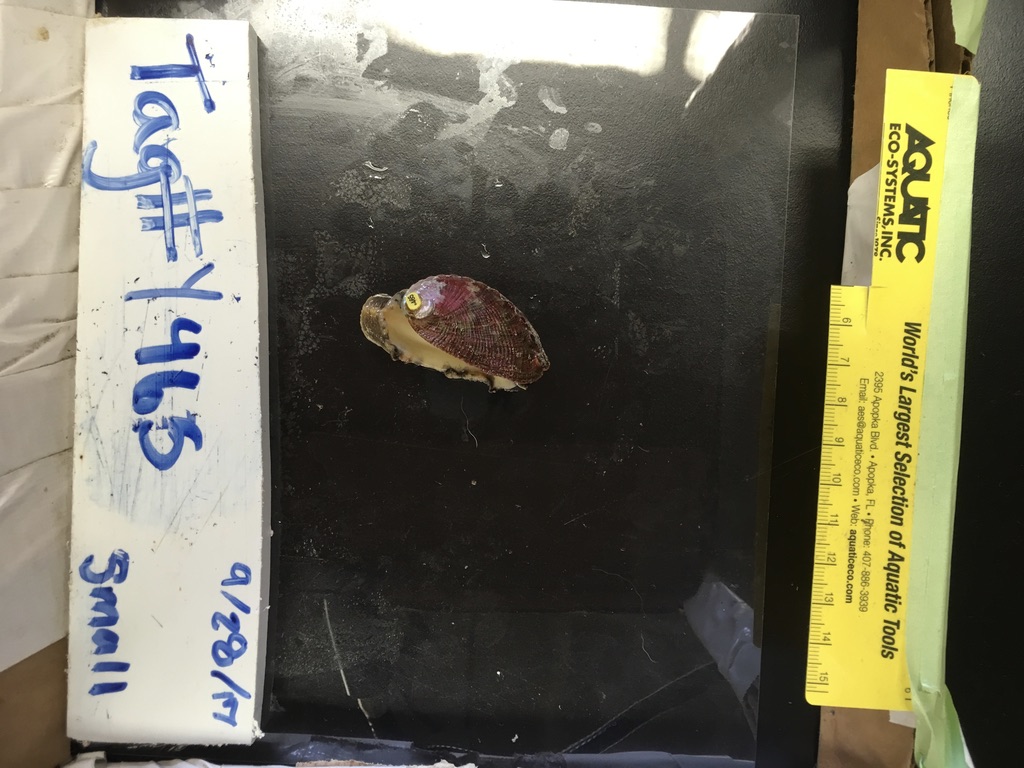 Tag# 1465
Small 9/28/17
AQUATIC
ECO-SYSTEMS, INC.
World's Largest Selection of Aquatic Tools
2395 Apopka Blvd. • Apopka, FL • Phone: 407-886-3939
Email: aes@aquaticeco.com • Web: aquaticeco.com
6 7 8 9 10 11 12 13 14 15